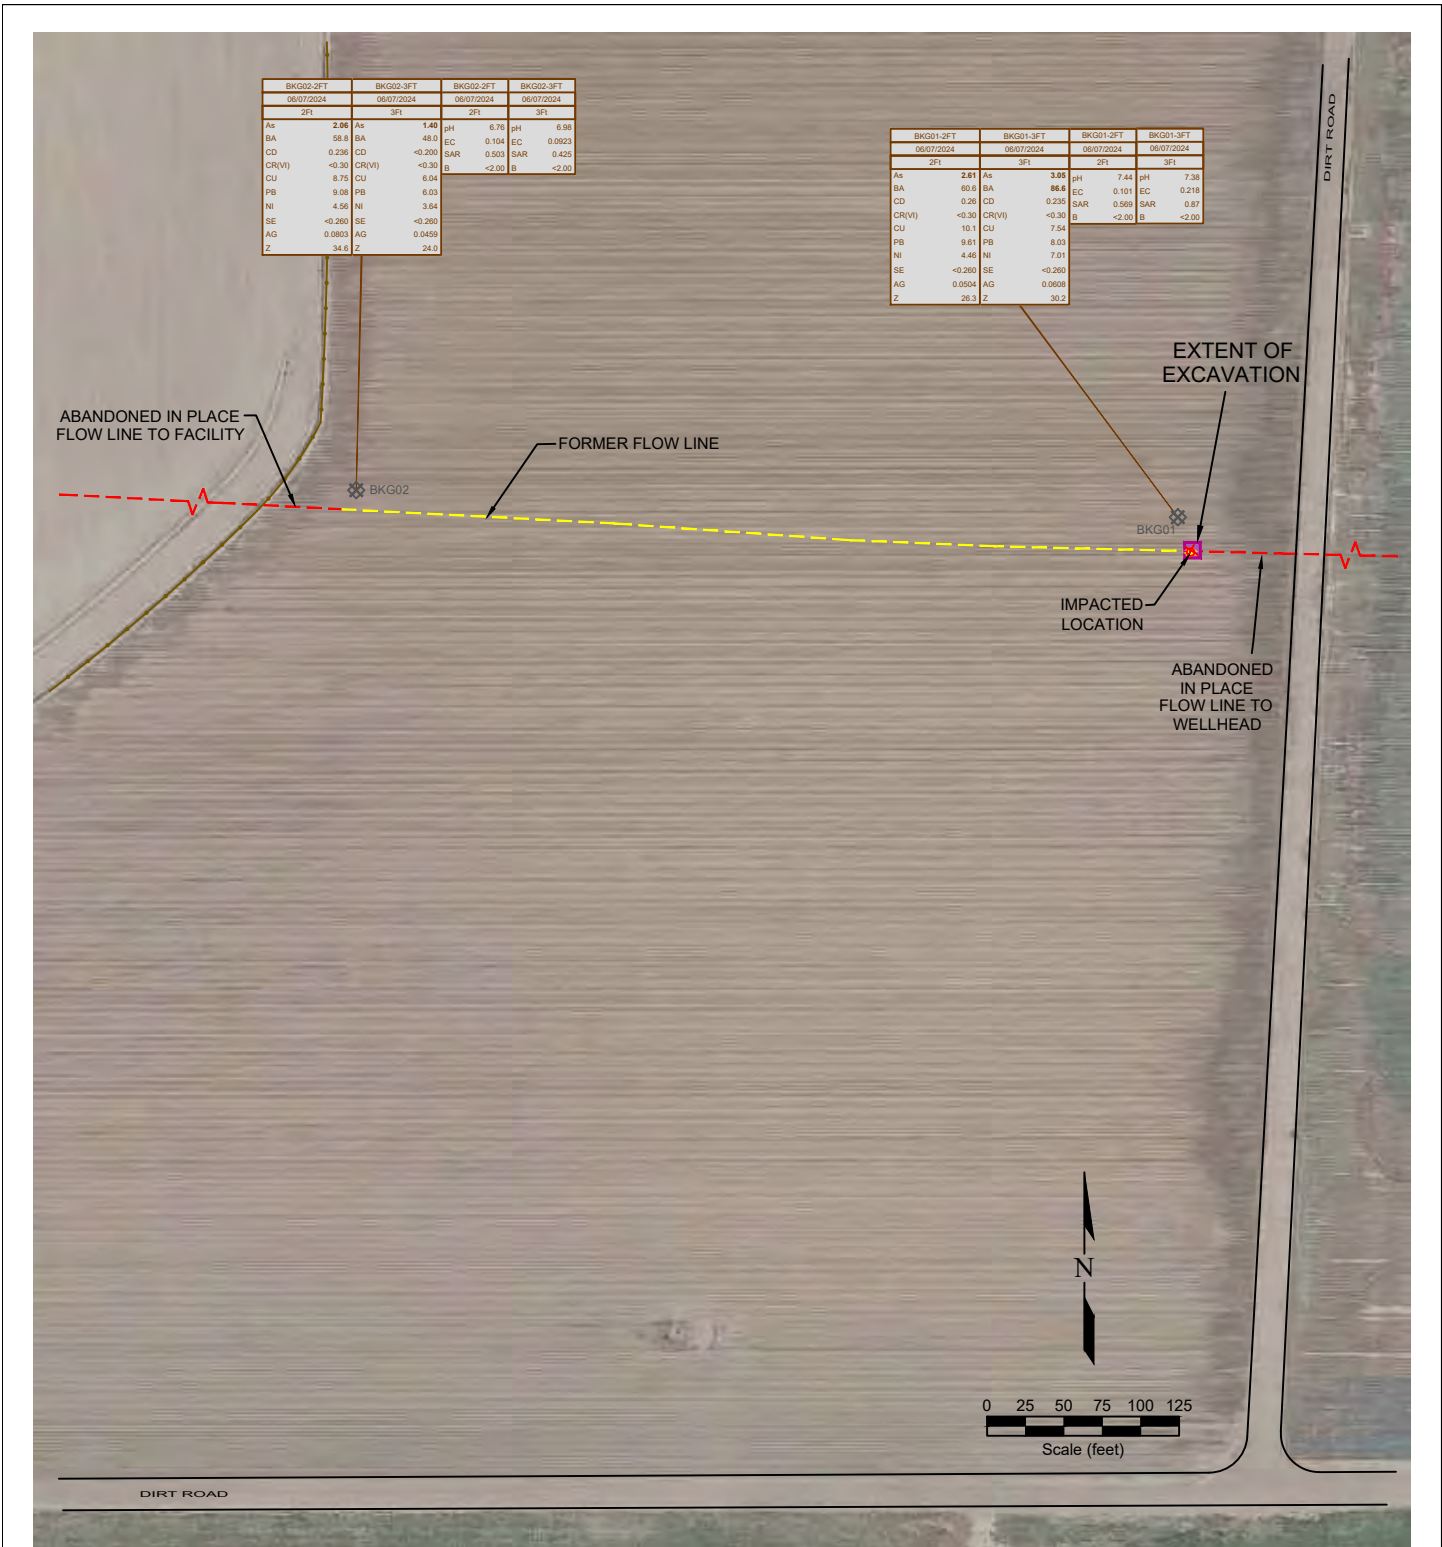 BKG02-2FT BKG02-3FT BKG02-2FT BKG02-3FT
06/07/2024 06/07/2024 06/07/2024 06/07/2024
2Ft 3Ft 2Ft 3Ft
As 2.06 As 1.40 pH 6.76 pH 6.98
BA 58.8 BA 48.0 EC 0.104 EC 0.0923
CD 0.236 CD <0.200 SAR 0.503 SAR 0.425
CR(VI) <0.30 CR(VI) <0.30 B <2.00 B <2.00
CU 8.75 CU 6.04
PB 9.08 PB 6.03
NI 4.56 NI 3.64
SE <0.260 SE <0.260
AG 0.0803 AG 0.0459
Z 34.6 Z 24.0
BKG01-2FT BKG01-3FT BKG01-2FT BKG01-3FT
06/07/2024 06/07/2024 06/07/2024 06/07/2024
2Ft 3Ft 2Ft 3Ft
As 2.61 As 3.05 pH 7.44 pH 7.38
BA 60.6 BA 86.6 EC 0.101 EC 0.218
CD 0.26 CD 0.235 SAR 0.569 SAR 0.87
CR(VI) <0.30 CR(VI) <0.30 B <2.00 B <2.00
CU 10.1 CU 7.54
PB 9.61 PB 8.03
NI 4.46 NI 7.01
SE <0.260 SE <0.260
AG 0.0504 AG 0.0608
Z 26.3 Z 30.2
DIRT ROAD
EXTENT OF
EXCAVATION
ABANDONED IN PLACE
FLOW LINE TO FACILITY
FORMER FLOW LINE
BKG02
BKG01
IMPACTED
LOCATION
ABANDONED
IN PLACE
FLOW LINE TO
WELLHEAD
N
0 25 50 75 100 125
Scale (feet)
DIRT ROAD